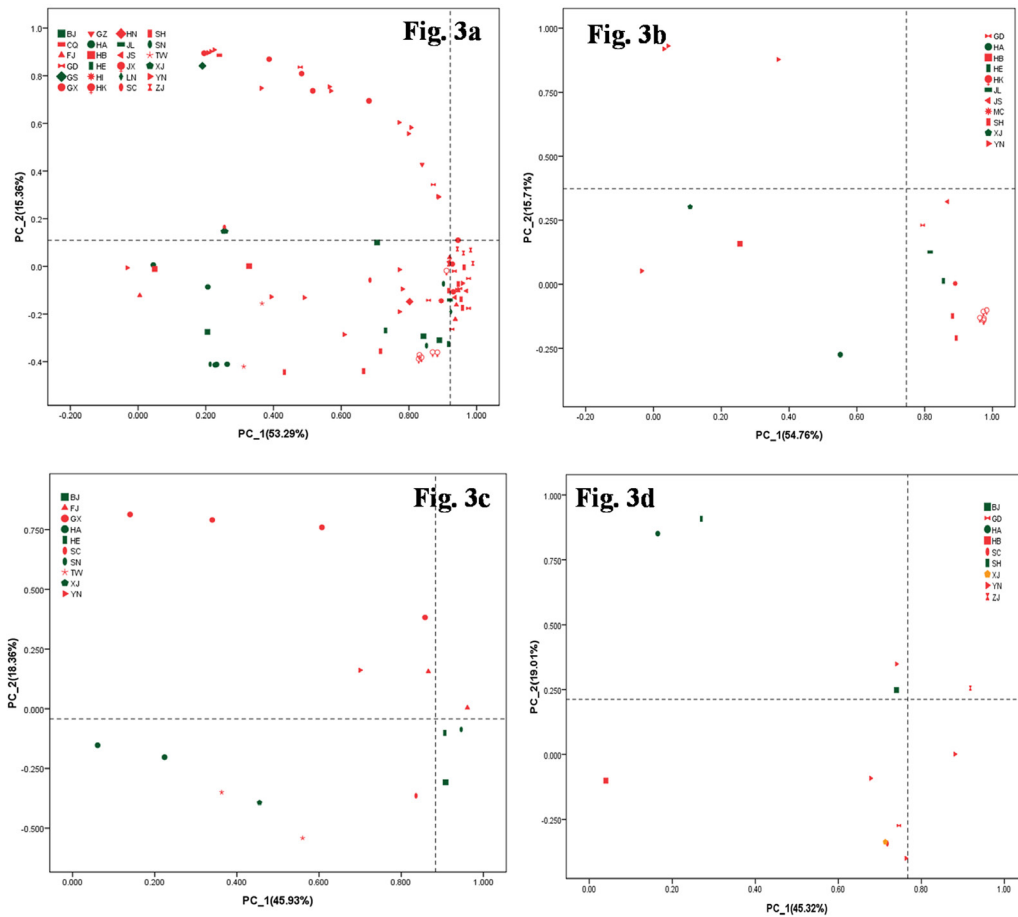 Fig. 3a
BJ GZ HN SH
CQ HA JL SN
FJ HB JS TW
GD HE JX XJ
GS HI LN YN
GX HK SC ZJ
PC_2(15.36%)
1.0
0.8
0.6
0.4
0.2
0.0
-0.2
-0.4
-0.200 0.000 0.200 0.400 0.600 0.800 1.000
PC_1(53.29%)
Fig. 3b
GD
HA
HB
HE
HK
JL
JS
MC
SH
XJ
YN
PC_2(15.71%)
1.000
0.750
0.500
0.250
0.000
-0.250
-0.20 0.00 0.20 0.40 0.60 0.80 1.00
PC_1(54.76%)
Fig. 3c
BJ
FJ
GX
HA
HE
SC
SN
TW
XJ
YN
PC_2(18.36%)
0.750
0.500
0.250
0.000
-0.250
-0.500
0.000 0.200 0.400 0.600 0.800 1.000
PC_1(45.93%)
Fig. 3d
BJ
GD
HA
HB
SC
SH
XJ
YN
ZJ
PC_2(19.01%)
1.000
0.750
0.500
0.250
0.000
-0.250
0.00 0.20 0.40 0.60 0.80 1.00
PC_1(45.32%)